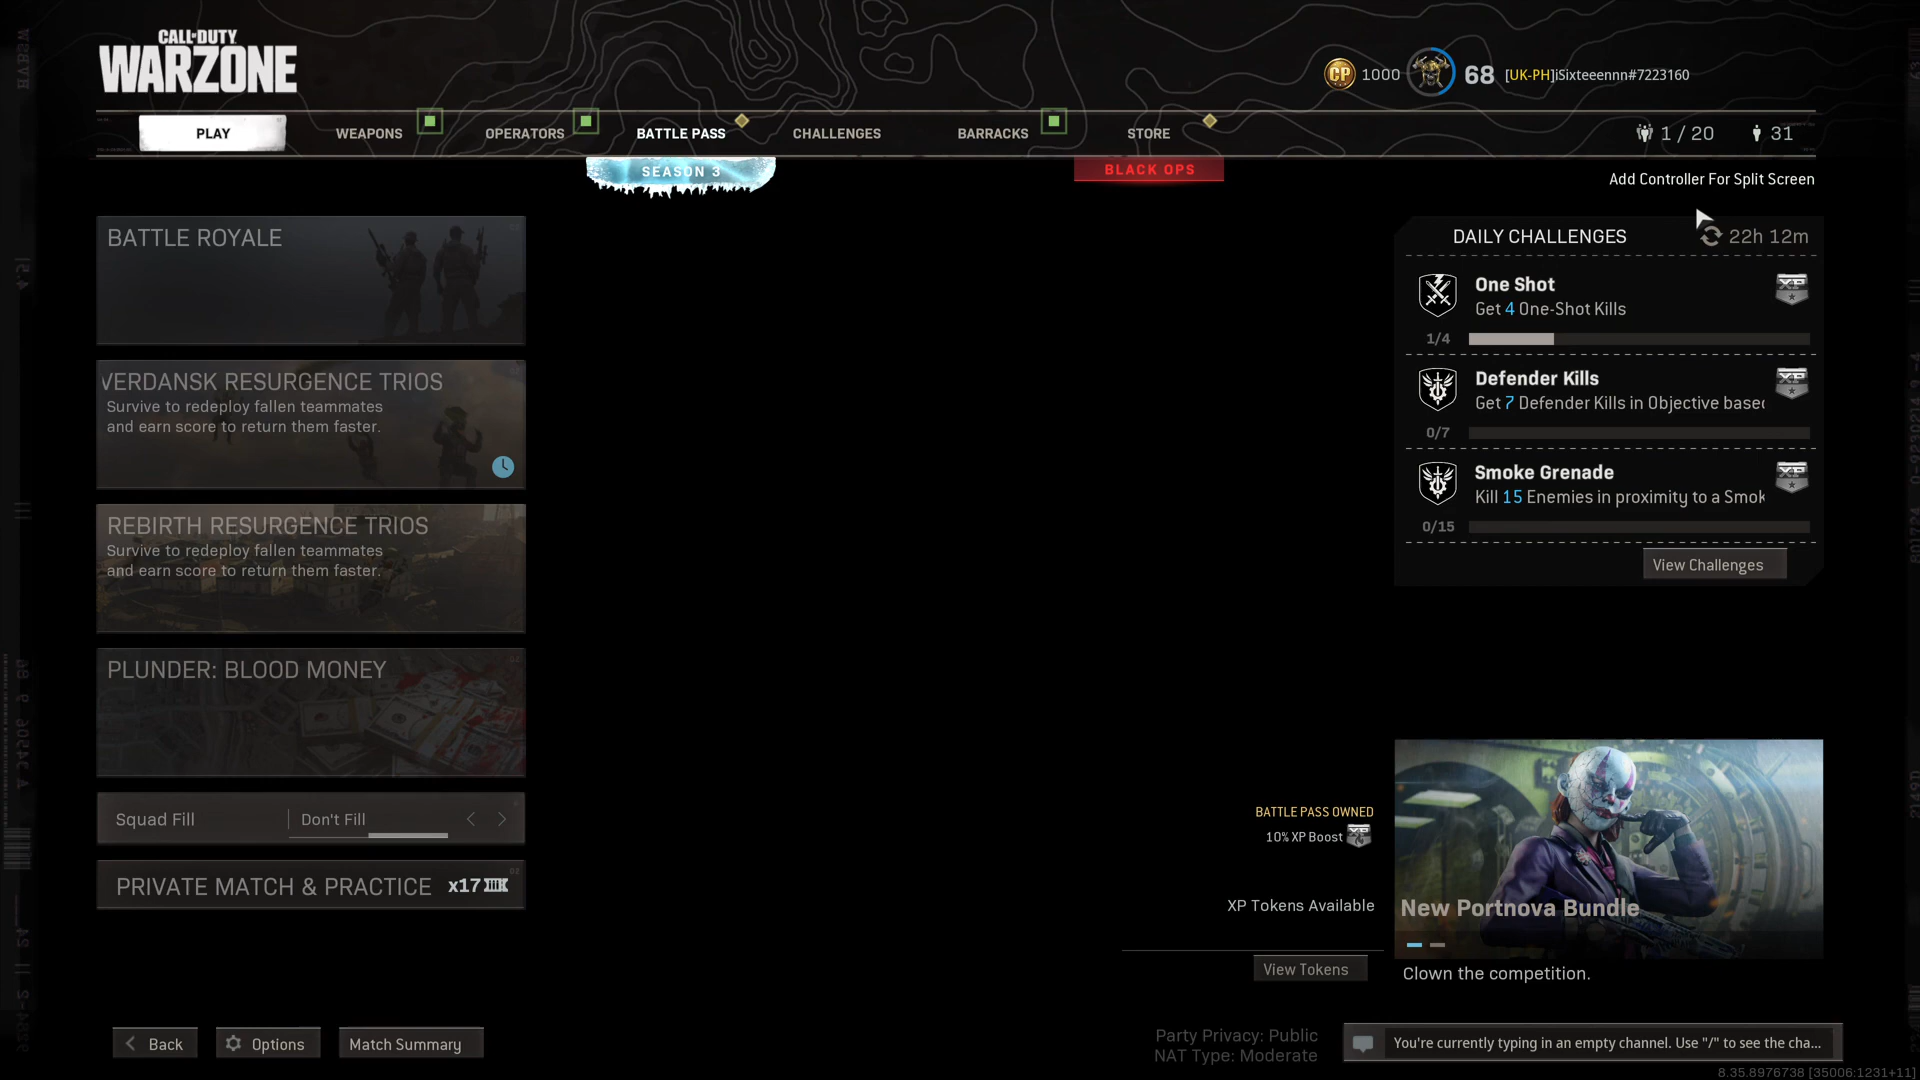 CALL OF DUTY
WARZONE
CP 1000
68
[UK-PH]iSixteeennn#7223160
PLAY
WEAPONS
OPERATORS
BATTLE PASS
CHALLENGES
BARRACKS
STORE
1 / 20
31
SEASON 3
BLACK OPS
Add Controller For Split Screen
BATTLE ROYALE
VERDANSK RESURGENCE TRIOS
Survive to redeploy fallen teammates
and earn score to return them faster.
REBIRTH RESURGENCE TRIOS
Survive to redeploy fallen teammates
and earn score to return them faster.
PLUNDER: BLOOD MONEY
Squad Fill
Don't Fill
PRIVATE MATCH & PRACTICE
x17
DAILY CHALLENGES
22h 12m
One Shot
XP
Get 4 One-Shot Kills
1/4
Defender Kills
XP
Get 7 Defender Kills in Objective based
0/7
Smoke Grenade
XP
Kill 15 Enemies in proximity to a Smok
0/15
View Challenges
BATTLE PASS OWNED
10% XP Boost
XP
XP Tokens Available
View Tokens
New Portnova Bundle
Clown the competition.
Back
Options
Match Summary
Party Privacy: Public
NAT Type: Moderate
You're currently typing in an empty channel. Use "/" to see the cha...
8.35.8976738 [35006:1231+11]